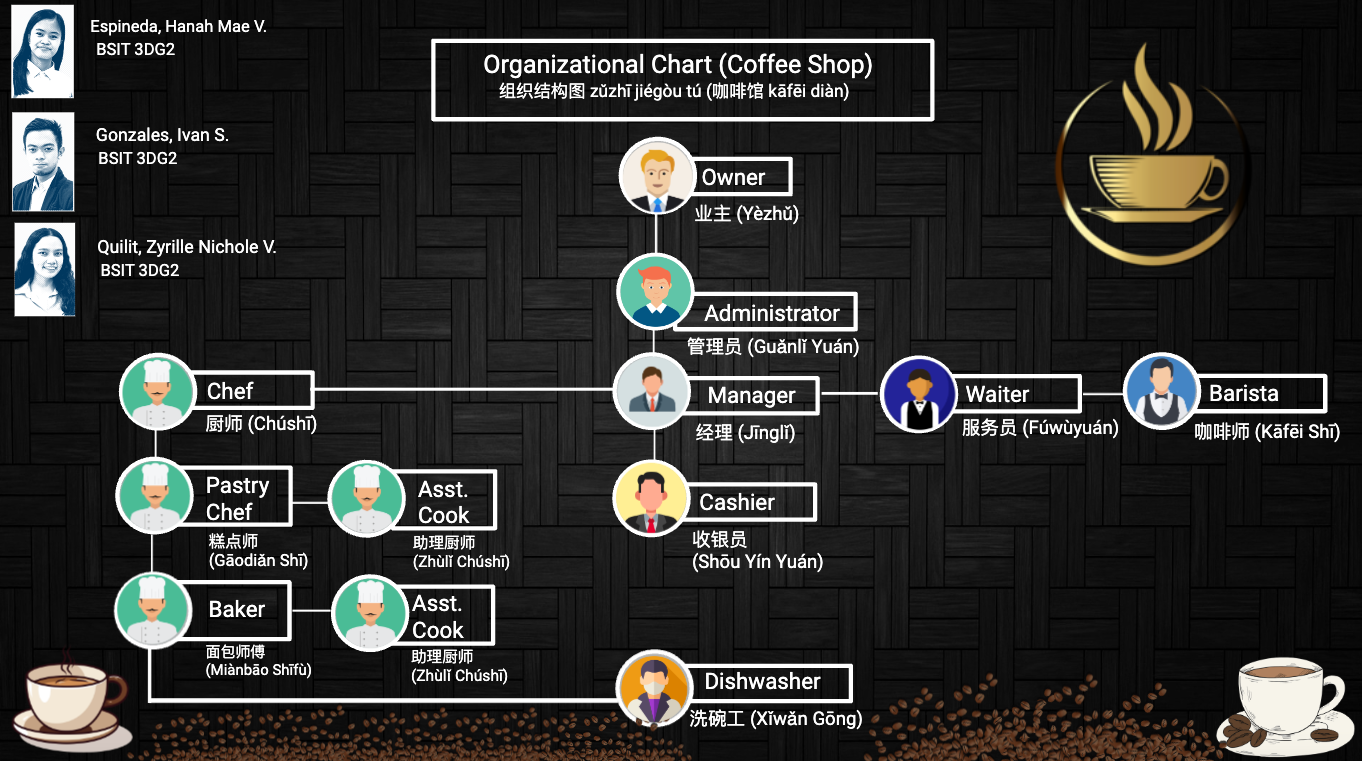 Espineda, Hanah Mae V.
BSIT 3DG2
Gonzales, Ivan S.
BSIT 3DG2
Quilit, Zyrille Nichole V.
BSIT 3DG2
Organizational Chart (Coffee Shop)
组织结构图 zǔzhī jiégòu tú (咖啡馆 kāfēi diàn)
Owner
业主 (Yèzhǔ)
Administrator
管理员 (Guǎnlǐ Yuán)
Chef
厨师 (Chúshī)
Manager
经理 (Jīnglǐ)
Waiter
服务员 (Fúwùyuán)
Barista
咖啡师 (Kāfēi Shī)
Pastry
Chef
糕点师
(Gāodiǎn Shī)
Asst.
Cook
助理厨师
(Zhùlǐ Chúshī)
Cashier
收银员
(Shōu Yín Yuán)
Baker
面包师傅
(Miànbāo Shīfù)
Asst.
Cook
助理厨师
(Zhùlǐ Chúshī)
Dishwasher
洗碗工 (Xǐwǎn Gōng)